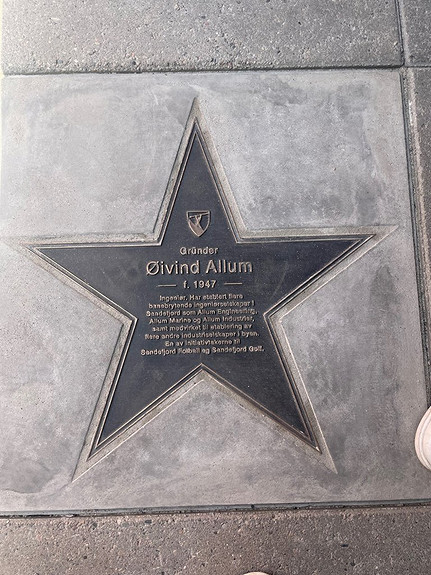 Gründer
Øivind Allum
f. 1947
Ingeniør. Har etablert flere
banebrytende ingeniørselskaper i
Sandefjord som Allum Engineering,
Allum Marine og Allum Industrier,
samt medvirket til etablering av
flere andre industriselskaper i byen.
En av initiativtakerne til
Sandefjord Fotball og Sandefjord Golf.